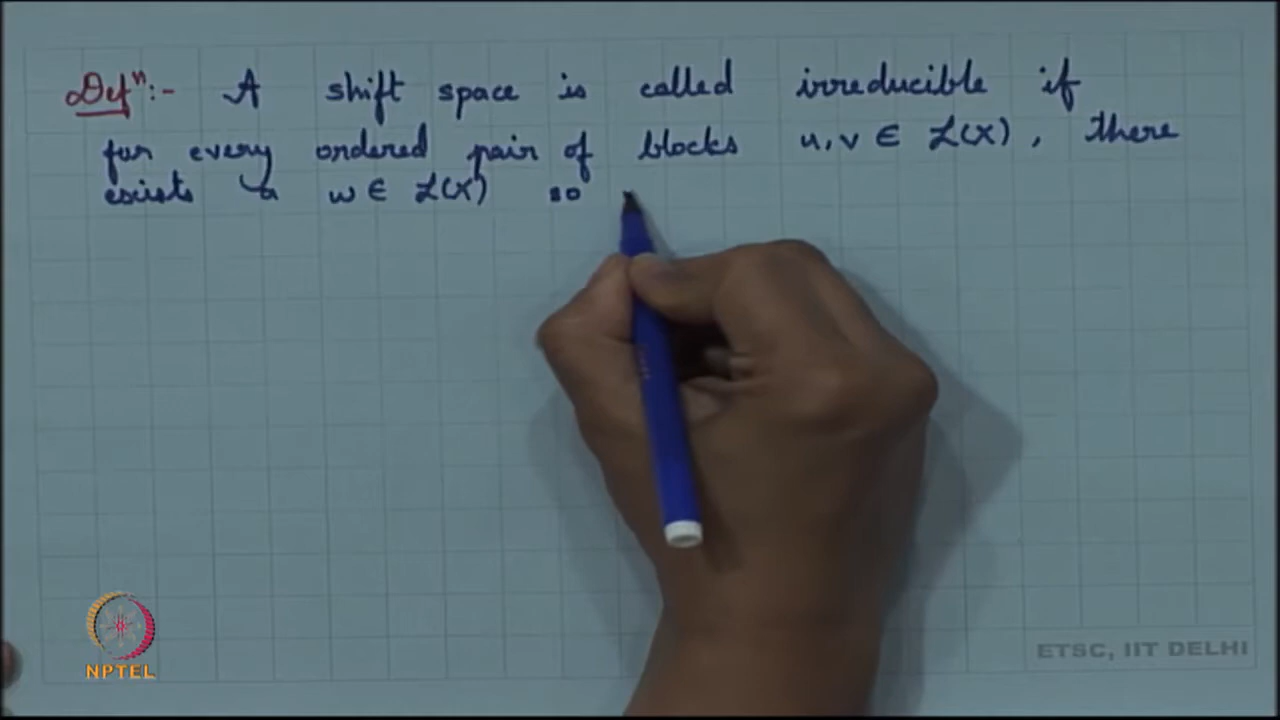 Defⁿ:- A shift space is called irreducible if
for every ordered pair of blocks u, v ∈ L(X), there
exists a w ∈ L(X) so
NPTEL
ETSC, IIT DELHI